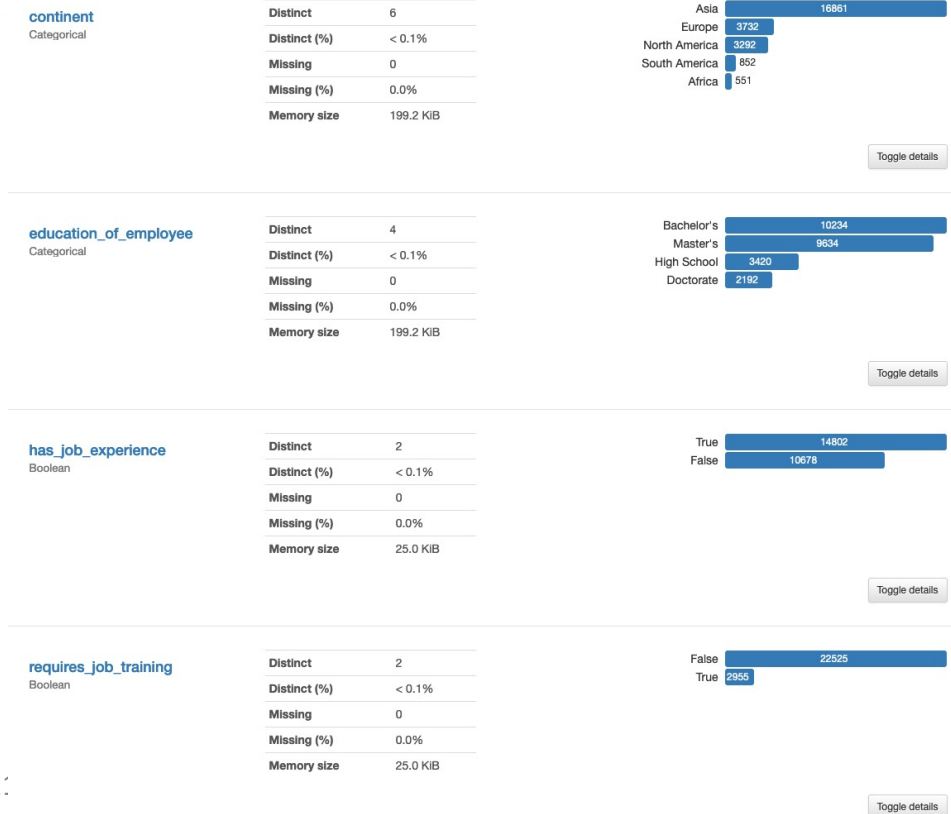 continent
Categorical
Distinct 6
Distinct (%) < 0.1%
Missing 0
Missing (%) 0.0%
Memory size 199.2 KiB
Asia 16861
Europe 3732
North America 3292
South America 852
Africa 551
Toggle details
education_of_employee
Categorical
Distinct 4
Distinct (%) < 0.1%
Missing 0
Missing (%) 0.0%
Memory size 199.2 KiB
Bachelor's 10234
Master's 9634
High School 3420
Doctorate 2192
Toggle details
has_job_experience
Boolean
Distinct 2
Distinct (%) < 0.1%
Missing 0
Missing (%) 0.0%
Memory size 25.0 KiB
True 14802
False 10678
Toggle details
requires_job_training
Boolean
Distinct 2
Distinct (%) < 0.1%
Missing 0
Missing (%) 0.0%
Memory size 25.0 KiB
False 22525
True 2955
Toggle details